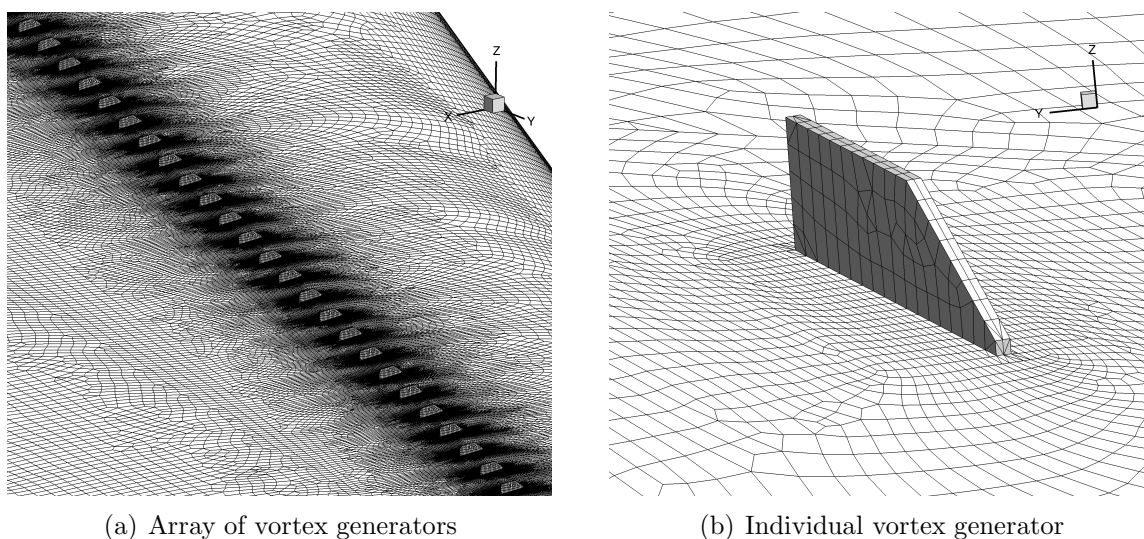 Z
X
Y
Z
Y
(a) Array of vortex generators
(b) Individual vortex generator